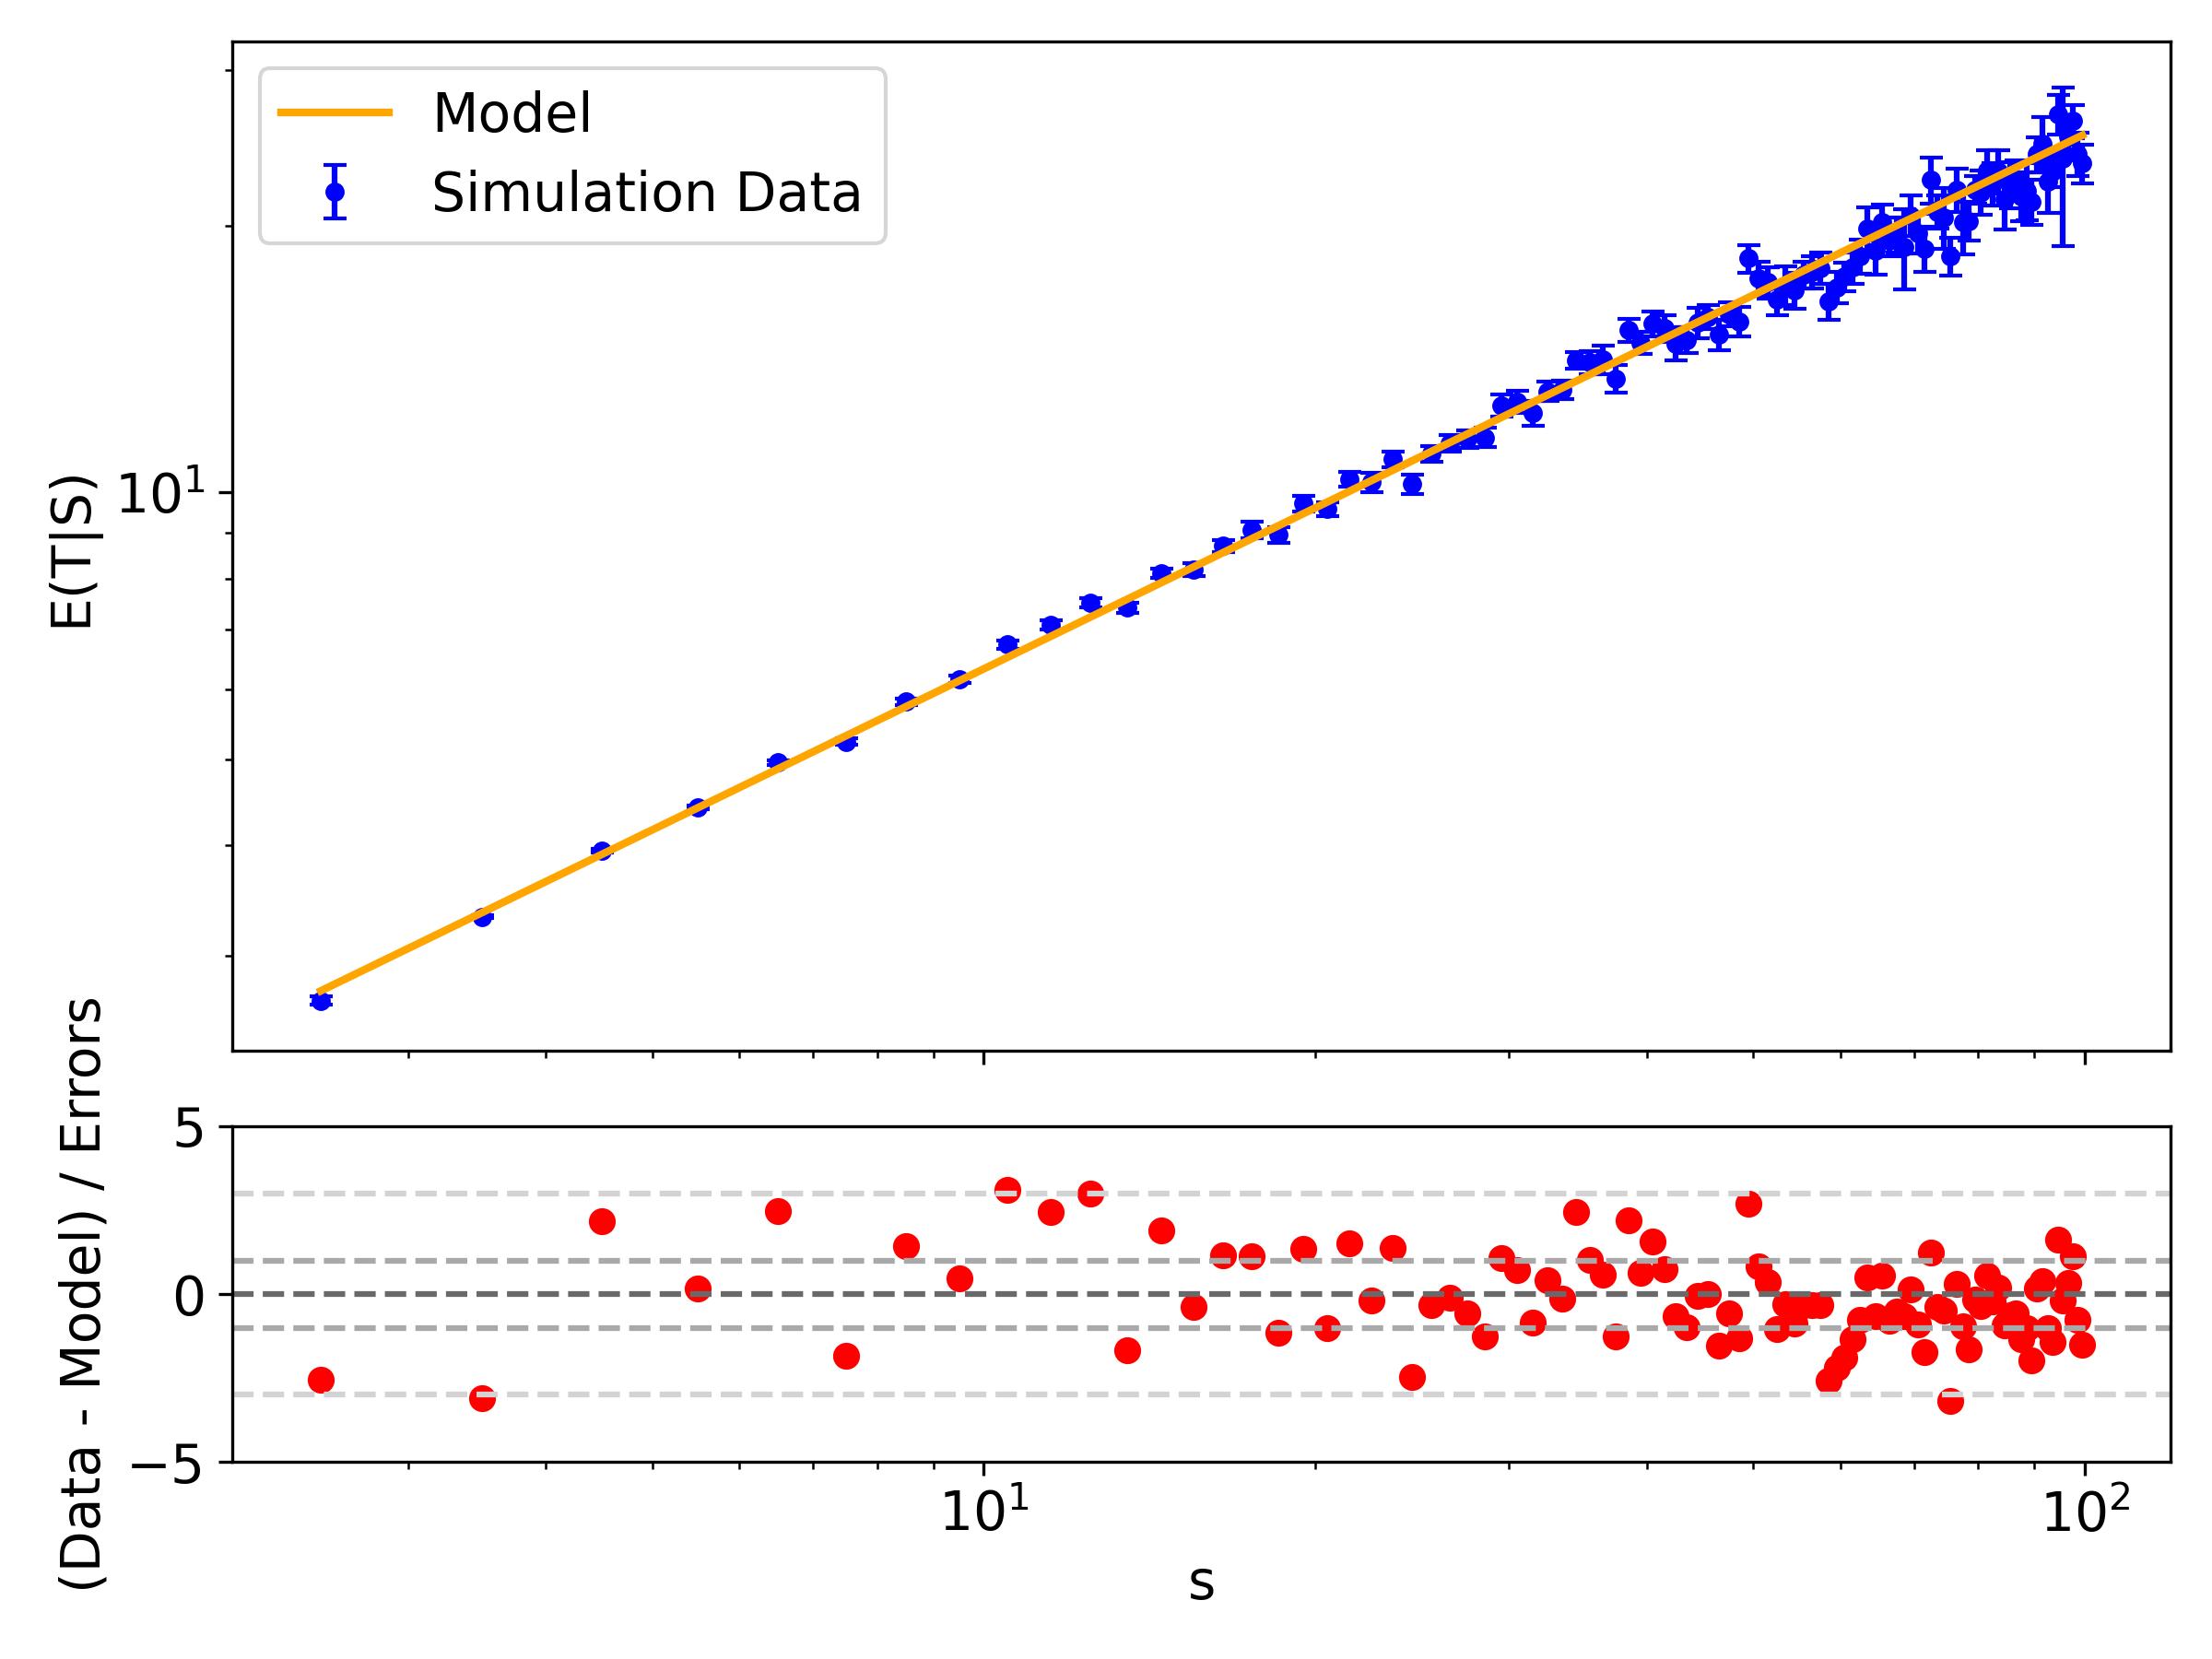 Model
Simulation Data
E(T|S)
10¹
(Data - Model) / Errors
5
0
−5
10¹
10²
s